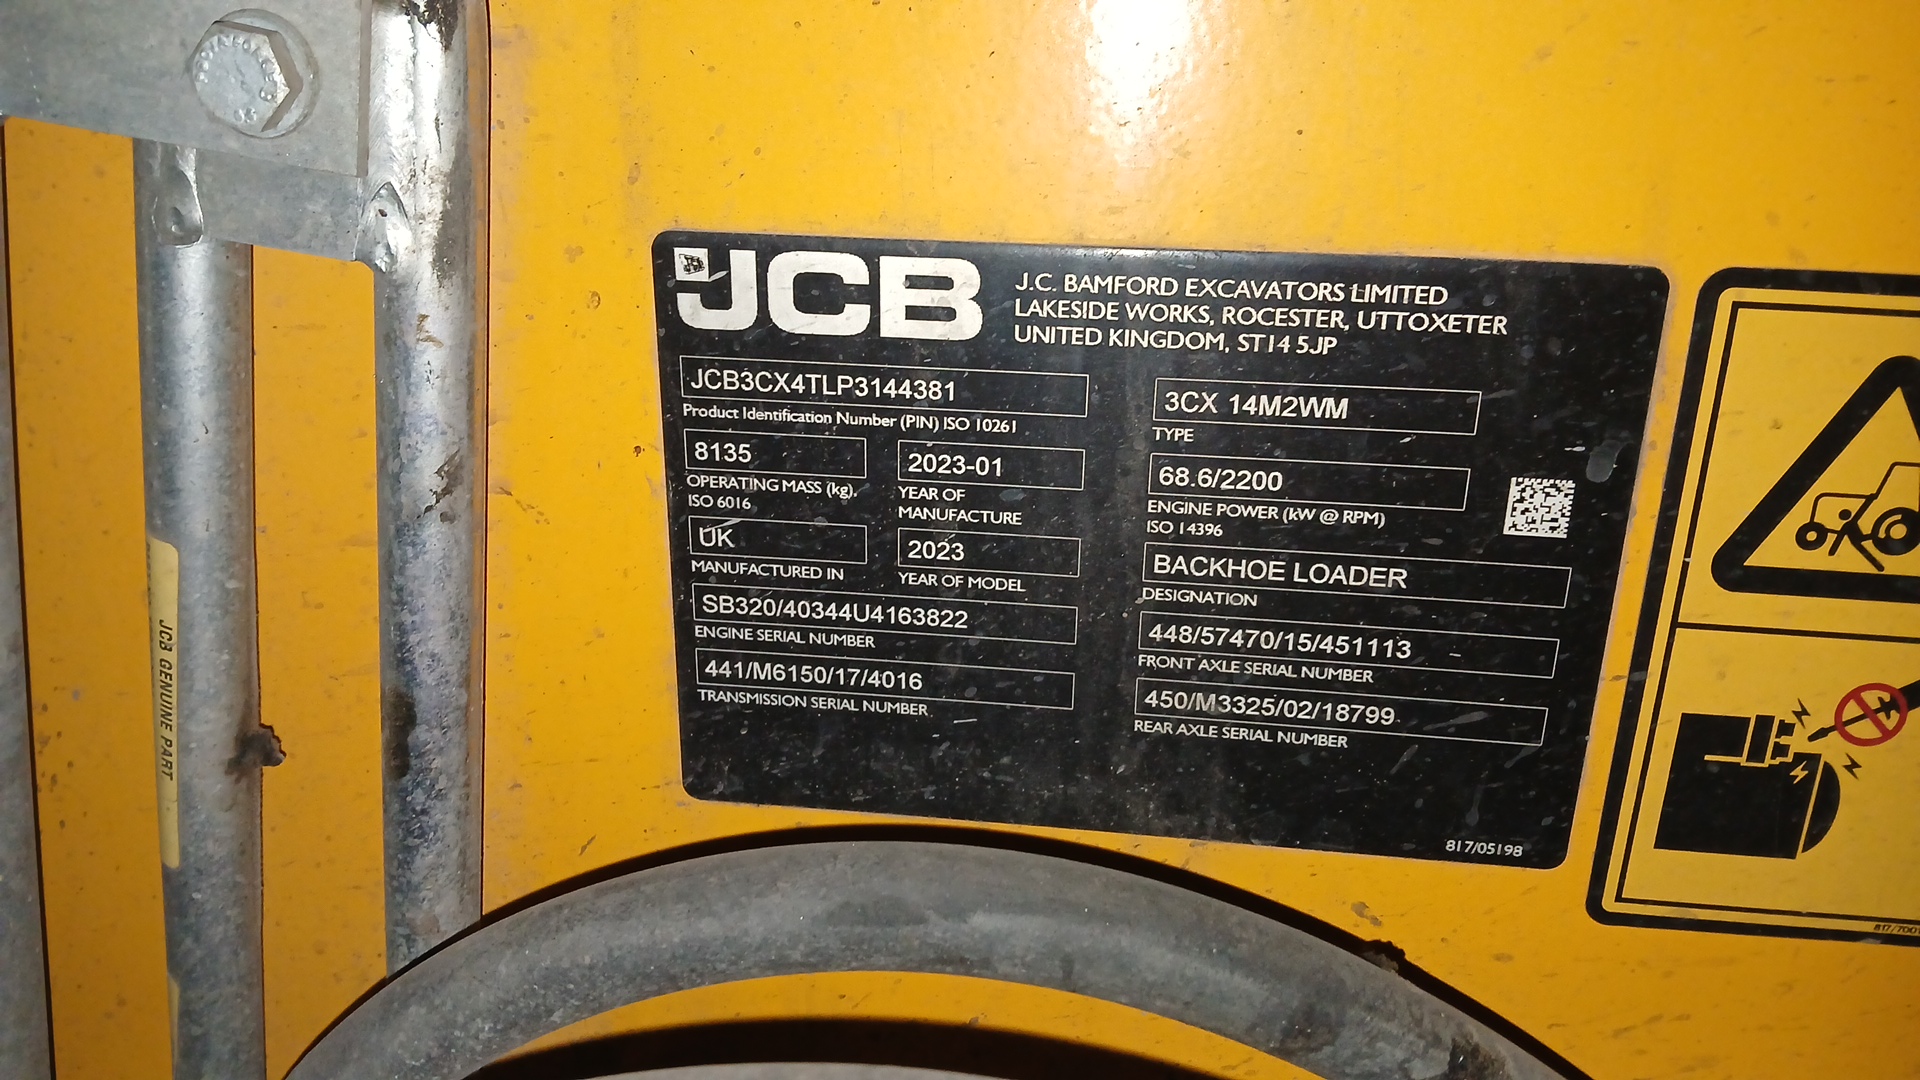 JCB
J.C. BAMFORD EXCAVATORS LIMITED
LAKESIDE WORKS, ROCESTER, UTTOXETER
UNITED KINGDOM, ST14 5JP
JCB3CX4TLP3144381
Product Identification Number (PIN) ISO 10261
3CX 14M2WM
TYPE
8135
OPERATING MASS (kg).
ISO 6016
2023-01
YEAR OF
MANUFACTURE
68.6/2200
ENGINE POWER (kW @ RPM)
ISO 14396
UK
MANUFACTURED IN
2023
YEAR OF MODEL
BACKHOE LOADER
DESIGNATION
SB320/40344U4163822
ENGINE SERIAL NUMBER
448/57470/15/451113
FRONT AXLE SERIAL NUMBER
441/M6150/17/4016
TRANSMISSION SERIAL NUMBER
450/M3325/02/18799
REAR AXLE SERIAL NUMBER
817/05198
JCB GENUINE PART